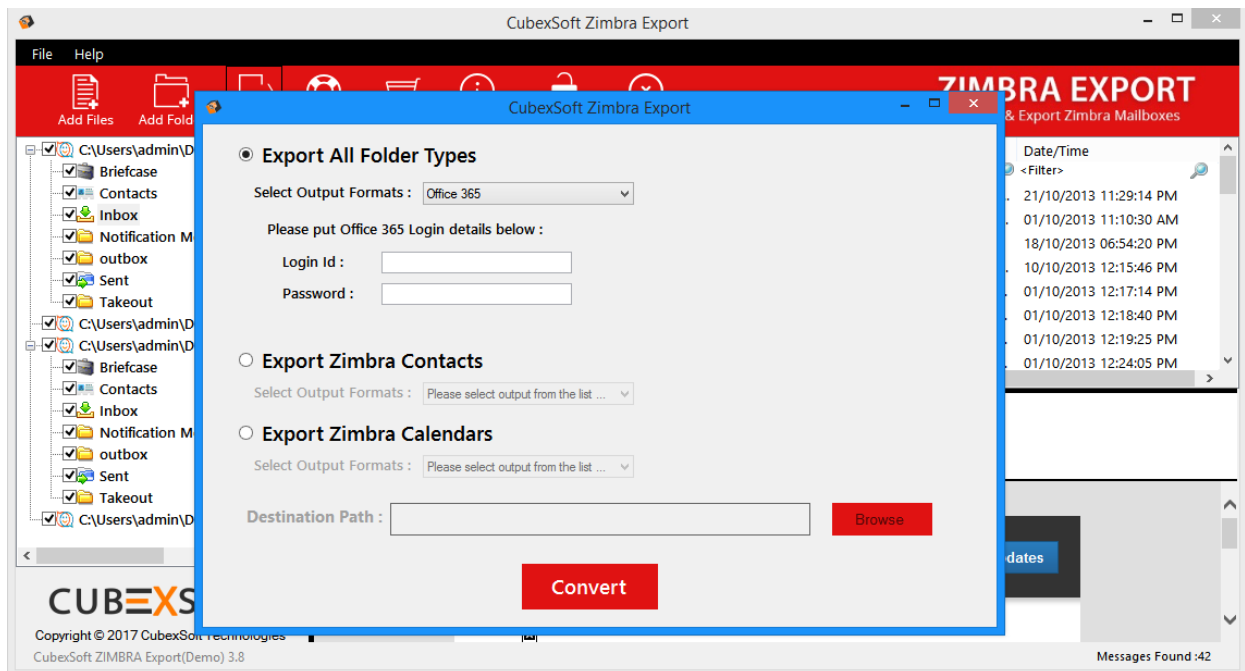 CubexSoft Zimbra Export
File Help
ZIMBRA EXPORT
& Export Zimbra Mailboxes
Add Files Add Fold
CubexSoft Zimbra Export
Export All Folder Types
Select Output Formats : Office 365
Please put Office 365 Login details below :
Login Id :
Password :
Export Zimbra Contacts
Select Output Formats : Please select output from the list ...
Export Zimbra Calendars
Select Output Formats : Please select output from the list ...
Destination Path : Browse
Convert
C:\Users\admin\D
Briefcase
Contacts
Inbox
Notification M
outbox
Sent
Takeout
C:\Users\admin\D
C:\Users\admin\D
Briefcase
Contacts
Inbox
Notification M
outbox
Sent
Takeout
C:\Users\admin\D
Date/Time
<Filter>
21/10/2013 11:29:14 PM
01/10/2013 11:10:30 AM
18/10/2013 06:54:20 PM
10/10/2013 12:15:46 PM
01/10/2013 12:17:14 PM
01/10/2013 12:18:40 PM
01/10/2013 12:19:25 PM
01/10/2013 12:24:05 PM
dates
CUBEXS
Copyright © 2017 CubexSoft Technologies
CubexSoft ZIMBRA Export(Demo) 3.8
Messages Found :42